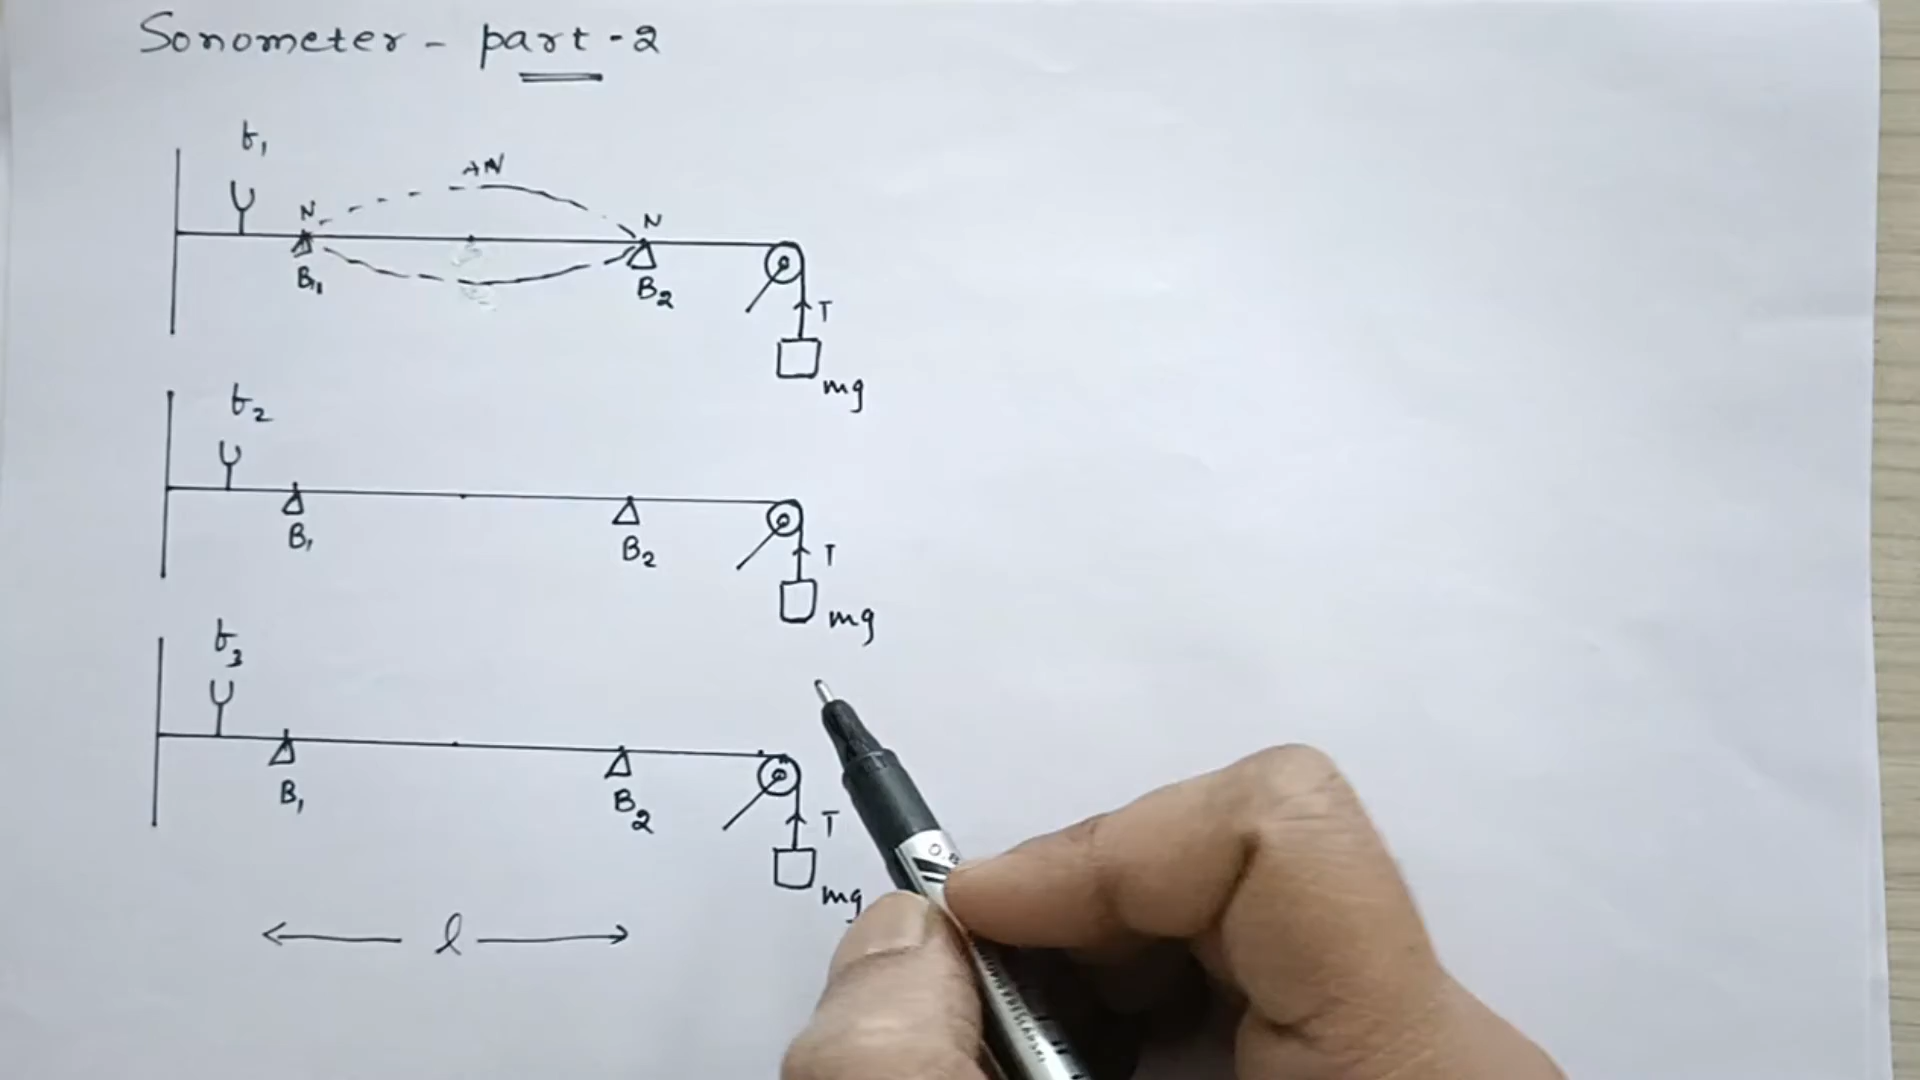 Sonometer - part-2
f₁
AN
N
N
B₁
B₂
T
mg
f₂
B₁
B₂
T
mg
f₃
B₁
B₂
T
mg
l